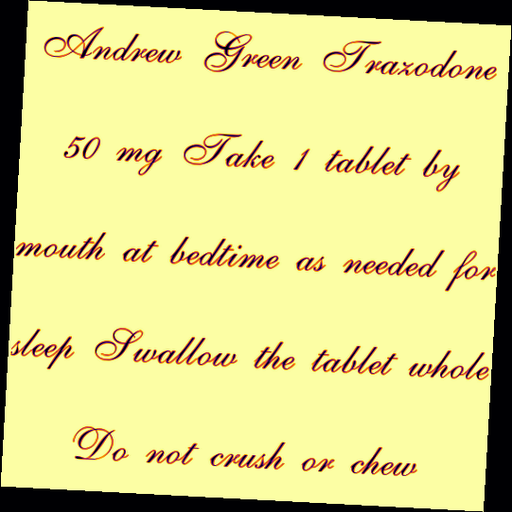 Andrew Green Trazodone
50 mg Take 1 tablet by
mouth at bedtime as needed for
sleep Swallow the tablet whole
Do not crush or chew